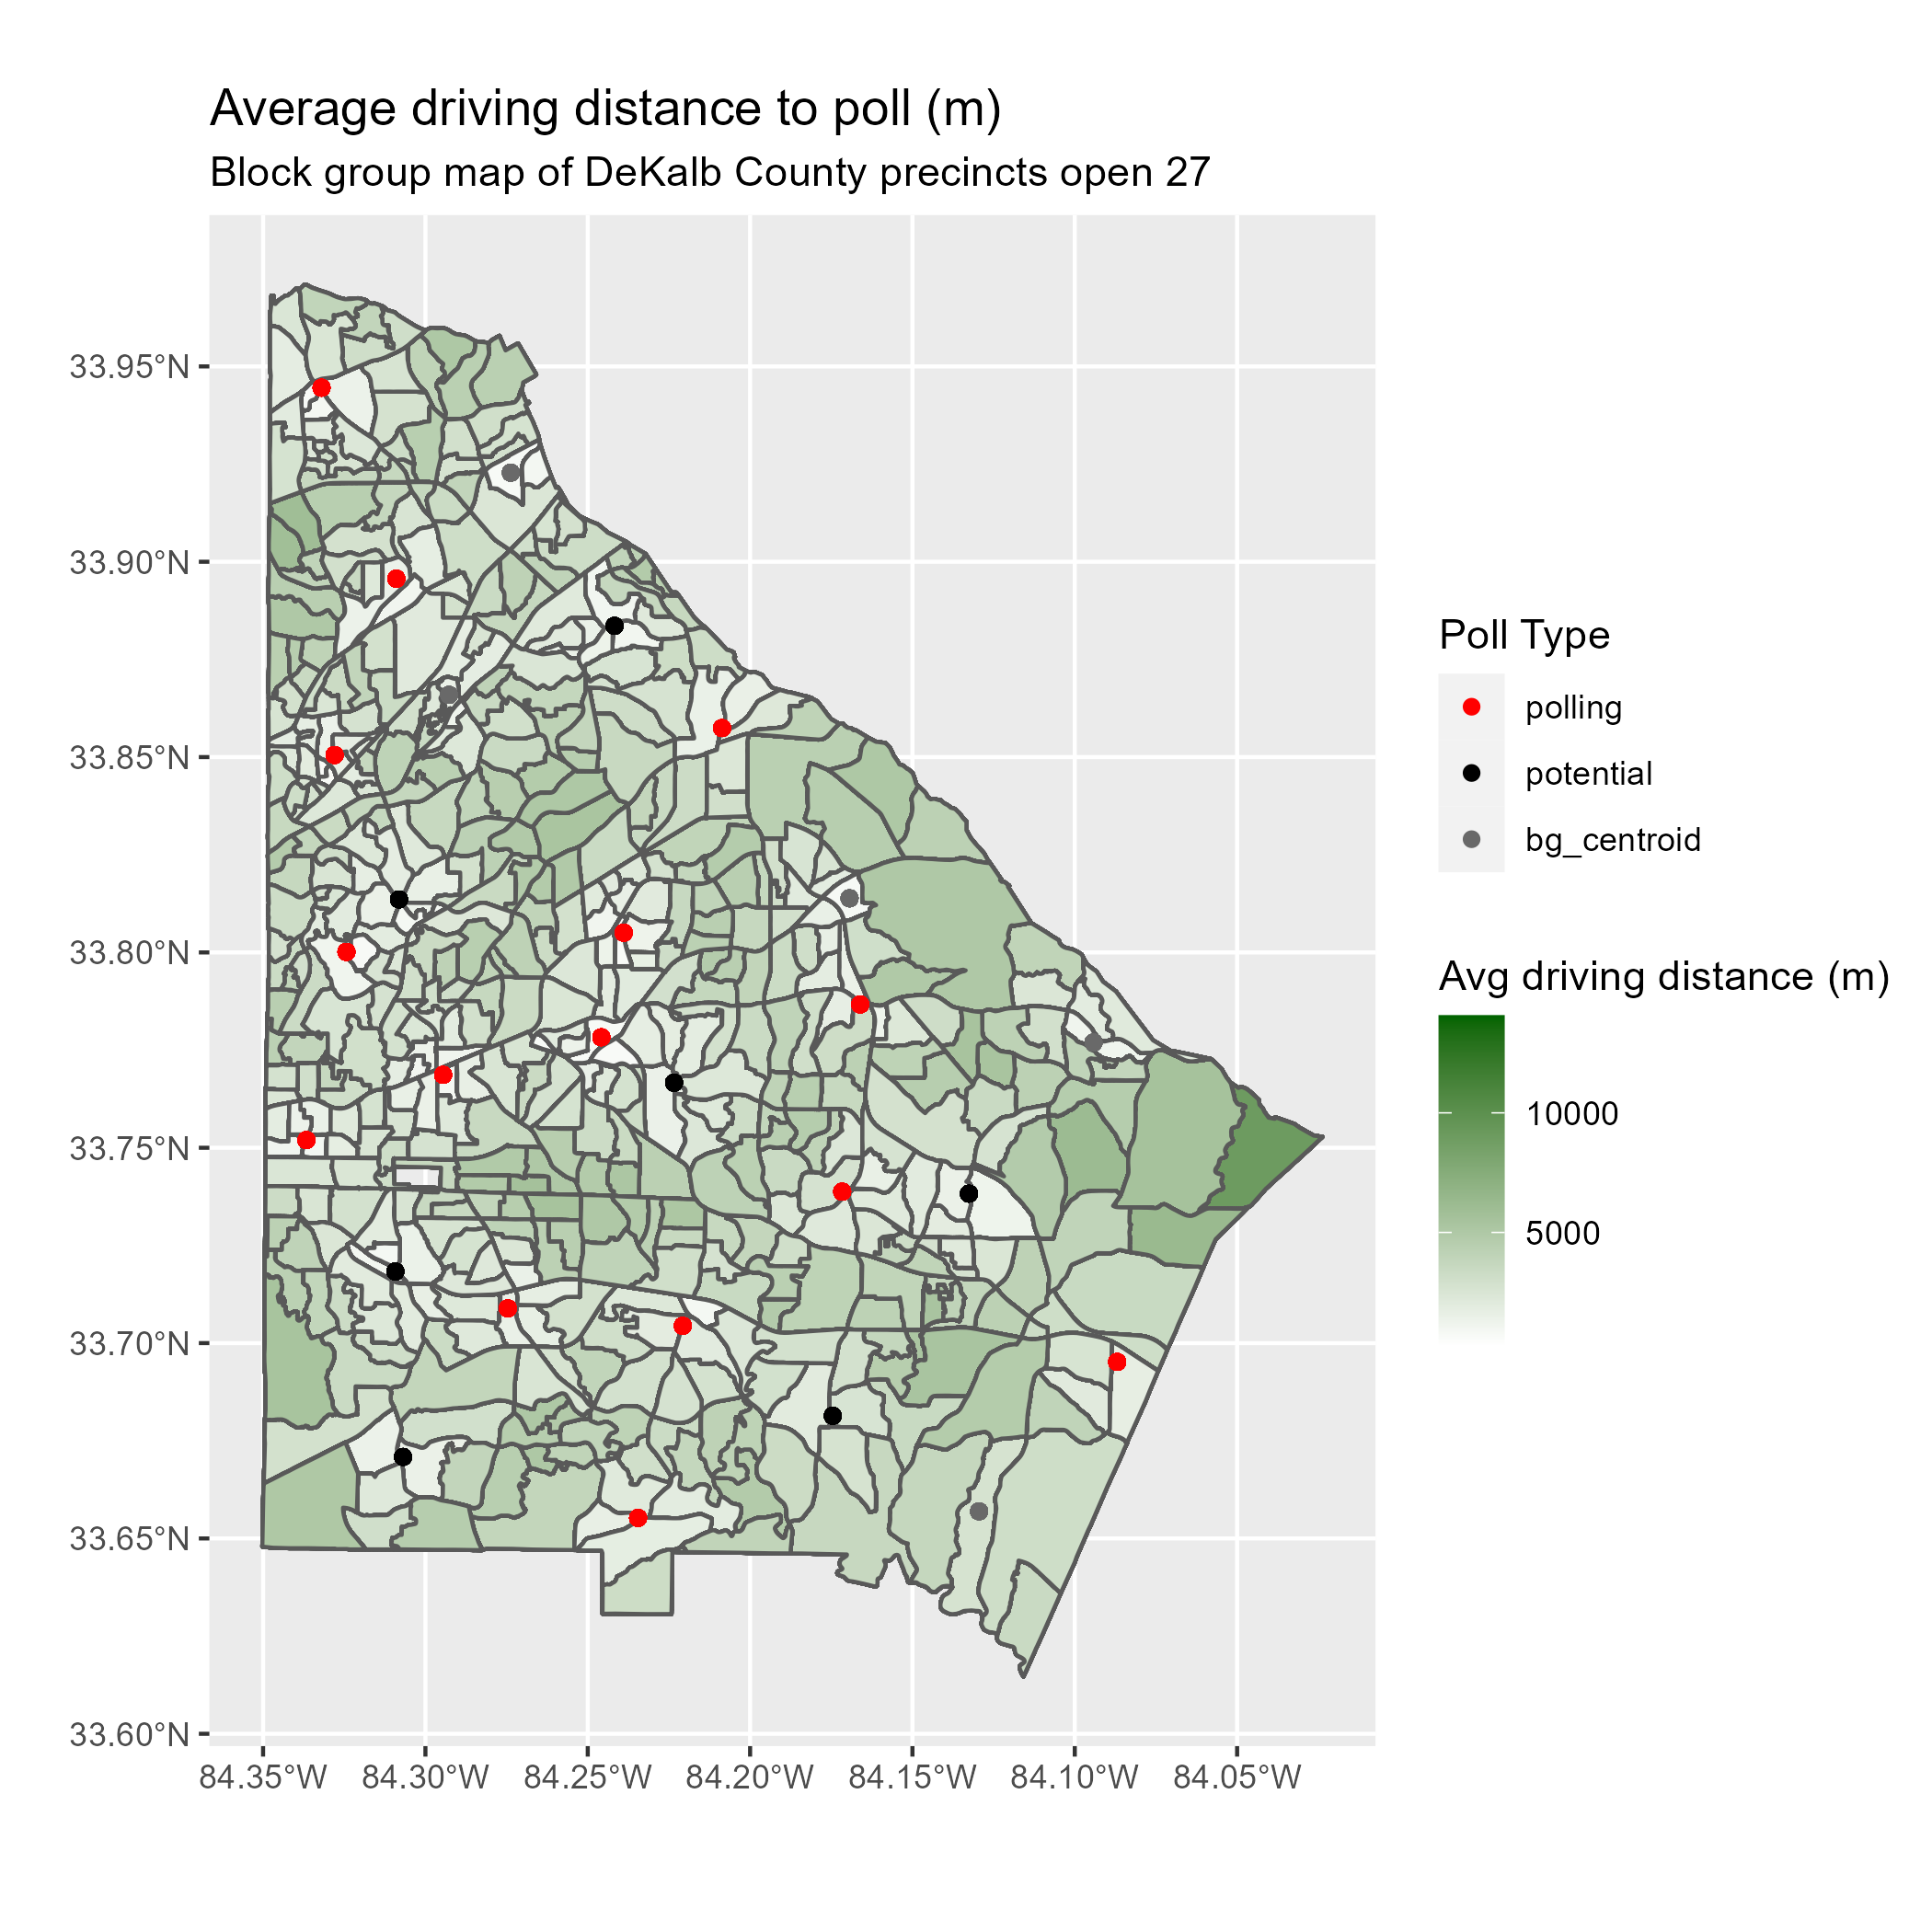 Average driving distance to poll (m)
Block group map of DeKalb County precincts open 27
33.95°N
33.90°N
33.85°N
33.80°N
33.75°N
33.70°N
33.65°N
33.60°N
84.35°W 84.30°W 84.25°W 84.20°W 84.15°W 84.10°W 84.05°W
Poll Type
polling
potential
bg_centroid
Avg driving distance (m)
10000
5000